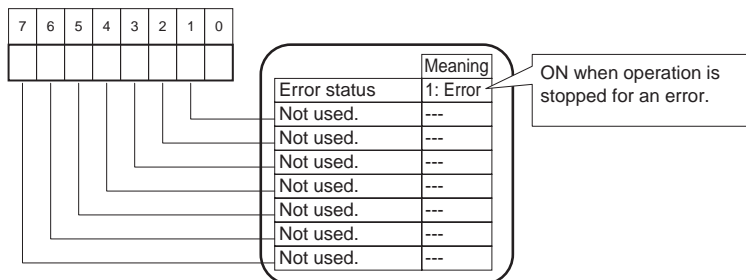 7 6 5 4 3 2 1 0
Meaning
Error status 1: Error
Not used. ---
Not used. ---
Not used. ---
Not used. ---
Not used. ---
Not used. ---
Not used. ---
ON when operation is
stopped for an error.